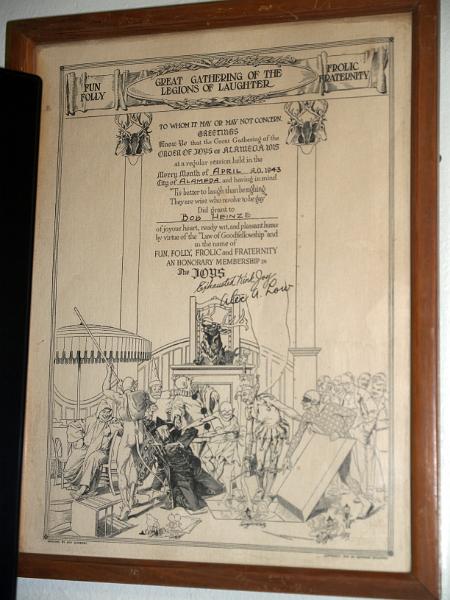 FUN
FOLLY
GREAT GATHERING OF THE
LEGIONS OF LAUGHTER
FROLIC
FRATERNITY
TO WHOM IT MAY OR MAY NOT CONCERN.
GREETINGS
Know Ye that the Great Gathering of the
ORDER OF JOYS OF ALAMEDA 1015
at a regular session held in the
Merry Month of APRIL 20, 1943
City of ALAMEDA and having in mind
"Tis better to laugh than be sighing,
They are wise who resolve to be gay"
Did grant to
BOB HEINZE
of joyous heart, ready wit, and pleasant humor
by virtue of the "Law of Goodfellowship" and
in the name of
FUN, FOLLY, FROLIC and FRATERNITY
AN HONORARY MEMBERSHIP IN
The JOYS
Exhausted Kink Joy
Alex A. Low